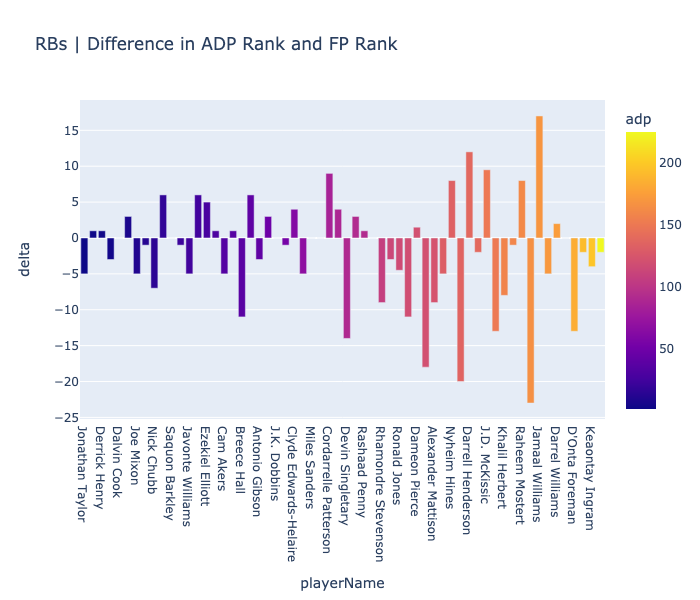 RBs | Difference in ADP Rank and FP Rank
adp
15
10
5
0
−5
−10
−15
−20
−25
delta
200
150
100
50
Jonathan Taylor
Derrick Henry
Dalvin Cook
Joe Mixon
Nick Chubb
Saquon Barkley
Javonte Williams
Ezekiel Elliott
Cam Akers
Breece Hall
Antonio Gibson
J.K. Dobbins
Clyde Edwards-Helaire
Miles Sanders
Cordarrelle Patterson
Devin Singletary
Rashaad Penny
Rhamondre Stevenson
Ronald Jones
Dameon Pierce
Alexander Mattison
Nyheim Hines
Darrell Henderson
J.D. McKissic
Khalil Herbert
Raheem Mostert
Jamaal Williams
Darrel Williams
D'Onta Foreman
Keaontay Ingram
playerName